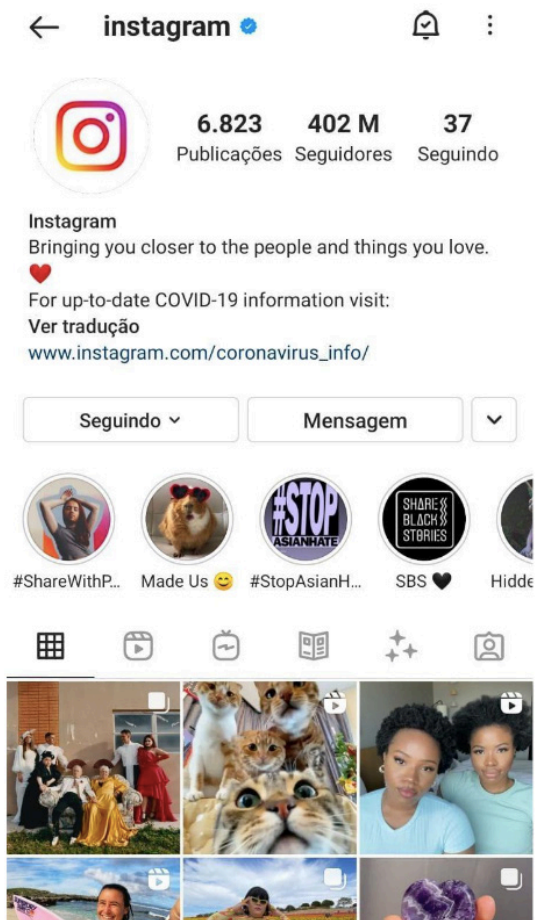 instagram
6.823 402 M 37
Publicações Seguidores Seguindo
Instagram
Bringing you closer to the people and things you love.
❤️
For up-to-date COVID-19 information visit:
Ver tradução
www.instagram.com/coronavirus_info/
Seguindo Mensagem
#STOP
ASIANHATE
SHARE
BLACK
STORIES
#ShareWithP... Made Us 😄 #StopAsianH... SBS 🖤 Hidde